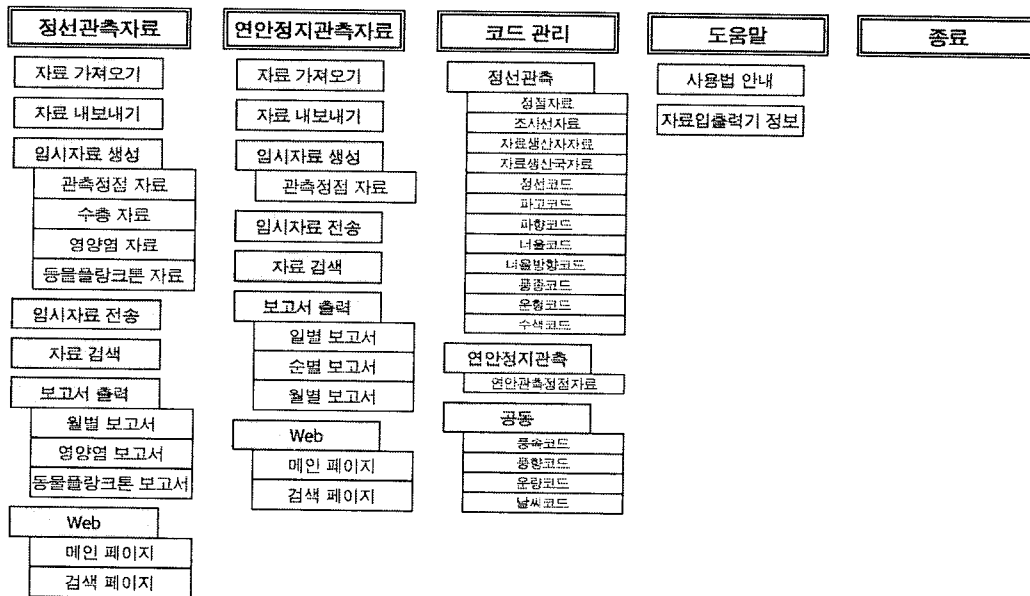 정선관측자료
자료 가져오기
자료 내보내기
임시자료 생성
관측정점 자료
수층 자료
영양염 자료
동물플랑크톤 자료
임시자료 전송
자료 검색
보고서 출력
월별 보고서
영양염 보고서
동물플랑크톤 보고서
Web
메인 페이지
검색 페이지
연안정지관측자료
자료 가져오기
자료 내보내기
임시자료 생성
관측정점 자료
임시자료 전송
자료 검색
보고서 출력
일별 보고서
순별 보고서
월별 보고서
Web
메인 페이지
검색 페이지
코드 관리
정선관측
정점자료
조사선자료
자료생산자자료
자료생산국자료
정선코드
파고코드
파향코드
너울코드
너울방향코드
운형코드
수색코드
연안정지관측
연안관측정점자료
공통
풍속코드
풍향코드
운량코드
날씨코드
도움말
사용법 안내
자료입출력기 정보
종료